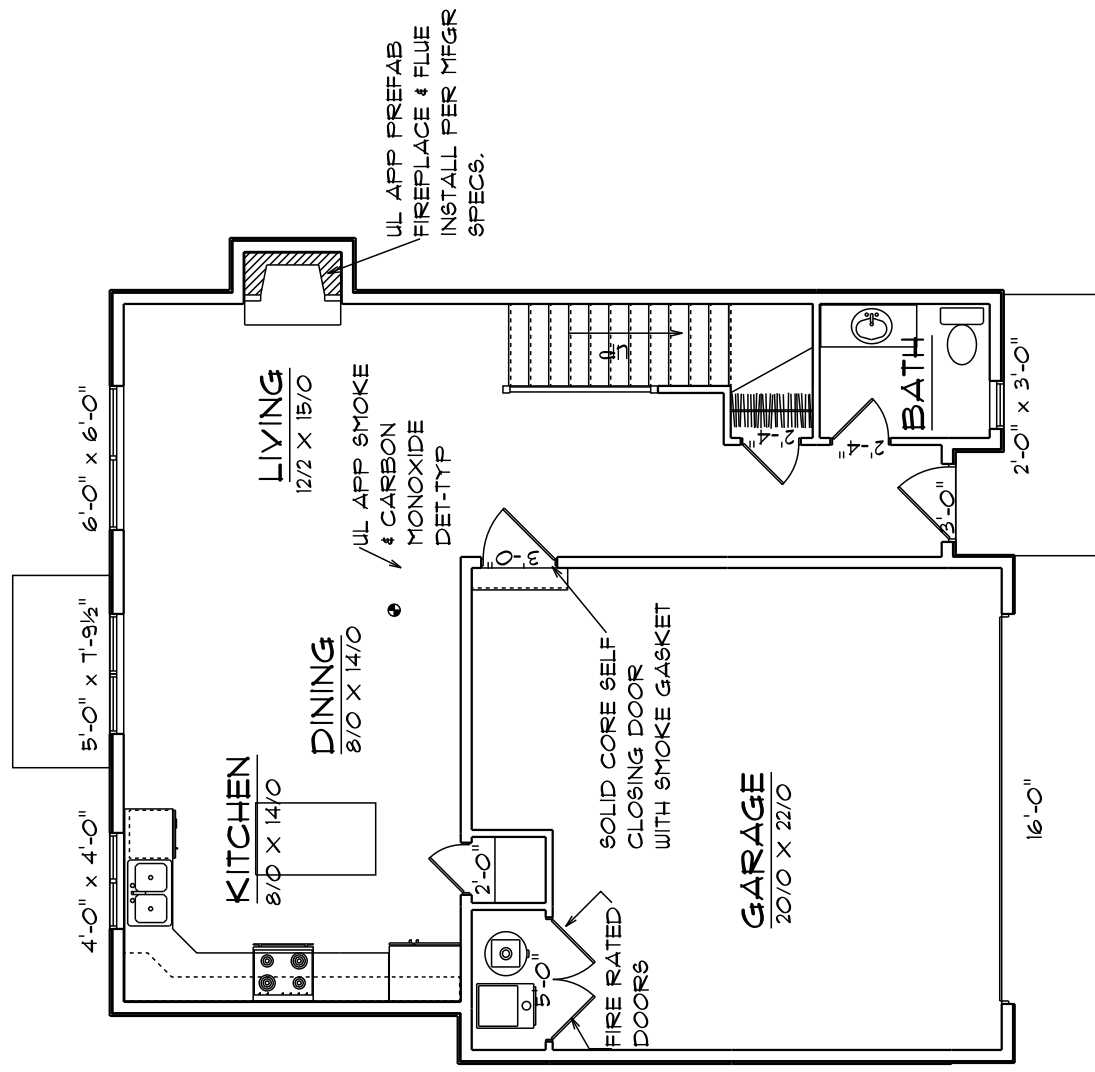 UL APP PREFAB
FIREPLACE & FLUE
INSTALL PER MFGR
SPECS.
6'-0" x 6'-0"
LIVING
12/2 X 15/0
UL APP SMOKE
& CARBON
MONOXIDE
DET-TYP
UP
2'-4"
2'-4"
BATH
2'-0" x 3'-0"
3'-0"
3'-0"
5'-0" x 7'-9½"
DINING
8/0 X 14/0
SOLID CORE SELF
CLOSING DOOR
WITH SMOKE GASKET
4'-0" x 4'-0"
KITCHEN
8/0 X 14/0
2'-0"
GARAGE
20/0 X 22/0
16'-0"
5'-0"
FIRE RATED
DOORS